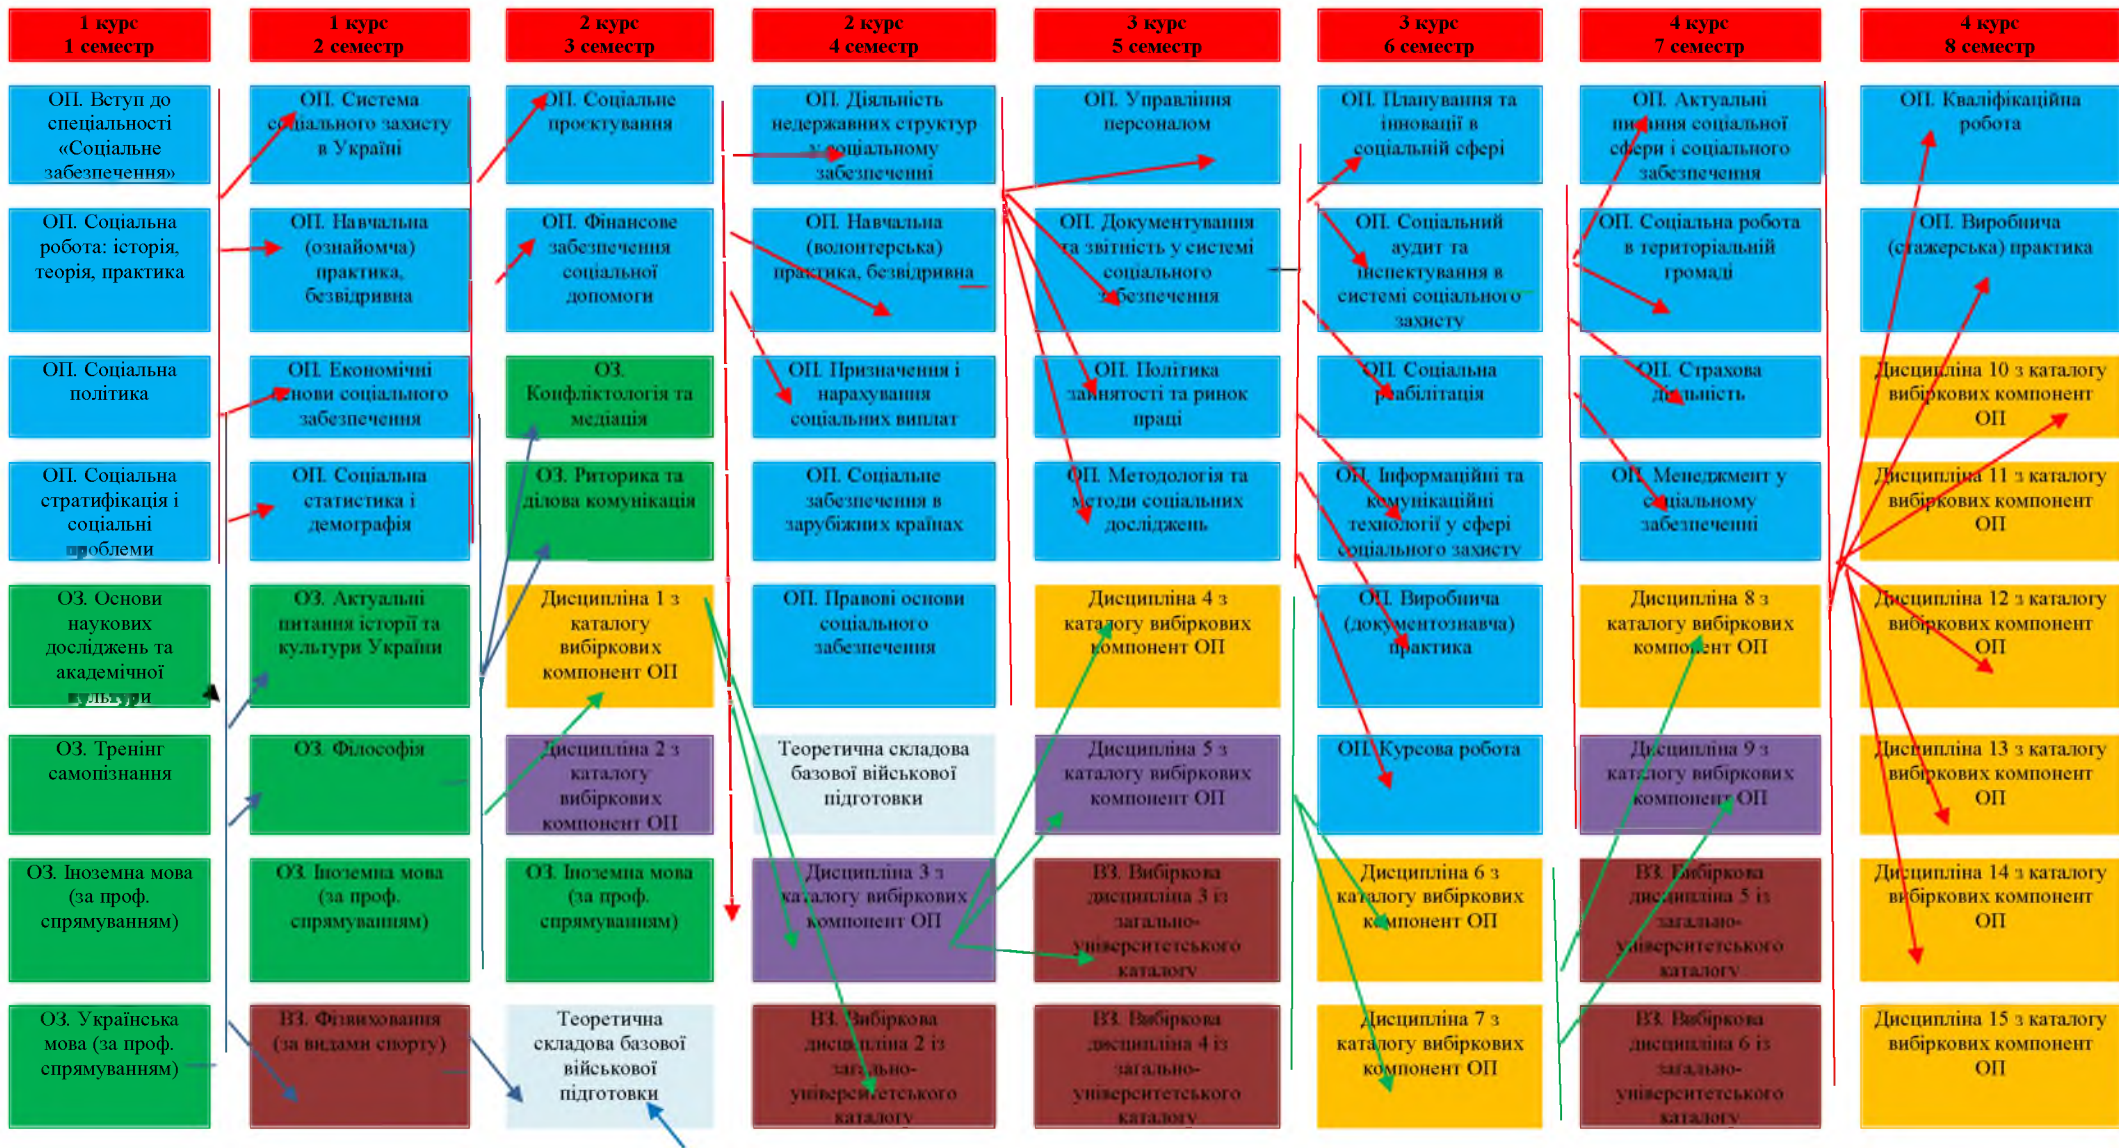 1 курс
1 семестр
1 курс
2 семестр
2 курс
3 семестр
2 курс
4 семестр
3 курс
5 семестр
3 курс
6 семестр
4 курс
7 семестр
4 курс
8 семестр
ОП. Вступ до
спеціальності
«Соціальне
забезпечення»
ОП. Система
соціального захисту
в Україні
ОП. Соціальне
проєктування
ОП. Діяльність
недержавних структур
у соціальному
забезпеченні
ОП. Управління
персоналом
ОП. Планування та
інновації в
соціальній сфері
ОП. Актуальні
питання соціальної
сфери і соціального
забезпечення
ОП. Кваліфікаційна
робота
ОП. Соціальна
робота: історія,
теорія, практика
ОП. Навчальна
(ознайомча)
практика,
безвідривна
ОП. Фінансове
забезпечення
соціальної
допомоги
ОП. Навчальна
(волонтерська)
практика, безвідривна
ОП. Документування
та звітність у системі
соціального
забезпечення
ОП. Соціальний
аудит та
інспектування в
системі соціального
захисту
ОП. Соціальна робота
в територіальній
громаді
ОП. Виробнича
(стажерська) практика
ОП. Соціальна
політика
ОП. Економічні
основи соціального
забезпечення
ОЗ.
Конфліктологія та
медіація
ОП. Призначення і
нарахування
соціальних виплат
ОП. Політика
зайнятості та ринок
праці
ОП. Соціальна
реабілітація
ОП. Страхова
діяльність
Дисципліна 10 з каталогу
вибіркових компонент
ОП
ОП. Соціальна
стратифікація і
соціальні
проблеми
ОП. Соціальна
статистика і
демографія
ОЗ. Риторика та
ділова комунікація
ОП. Соціальне
забезпечення в
зарубіжних країнах
ОП. Методологія та
методи соціальних
досліджень
ОП. Інформаційні та
комунікаційні
технології у сфері
соціального захисту
ОП. Менеджмент у
соціальному
забезпеченні
Дисципліна 11 з каталогу
вибіркових компонент
ОП
ОЗ. Основи
наукових
досліджень та
академічної
культури
ОЗ. Актуальні
питання історії та
культури України
Дисципліна 1 з
каталогу
вибіркових
компонент ОП
ОП. Правові основи
соціального
забезпечення
Дисципліна 4 з
каталогу вибіркових
компонент ОП
ОП. Виробнича
(документознавча)
практика
Дисципліна 8 з
каталогу вибіркових
компонент ОП
Дисципліна 12 з каталогу
вибіркових компонент
ОП
ОЗ. Тренінг
самопізнання
ОЗ. Філософія
Дисципліна 2 з
каталогу
вибіркових
компонент ОП
Теоретична складова
базової військової
підготовки
Дисципліна 5 з
каталогу вибіркових
компонент ОП
ОП. Курсова робота
Дисципліна 9 з
каталогу вибіркових
компонент ОП
Дисципліна 13 з каталогу
вибіркових компонент
ОП
ОЗ. Іноземна мова
(за проф.
спрямуванням)
ОЗ. Іноземна мова
(за проф.
спрямуванням)
ОЗ. Іноземна мова
(за проф.
спрямуванням)
Дисципліна 3 з
каталогу вибіркових
компонент ОП
ВЗ. Вибіркова
дисципліна 3 із
загально-
університетського
каталогу
Дисципліна 6 з
каталогу вибіркових
компонент ОП
ВЗ. Вибіркова
дисципліна 5 із
загально-
університетського
каталогу
Дисципліна 14 з каталогу
вибіркових компонент
ОП
ОЗ. Українська
мова (за проф.
спрямуванням)
ВЗ. Фізвиховання
(за видами спорту)
Теоретична
складова базової
військової
підготовки
ВЗ. Вибіркова
дисципліна 2 із
загально-
університетського
каталогу
ВЗ. Вибіркова
дисципліна 4 із
загально-
університетського
каталогу
Дисципліна 7 з
каталогу вибіркових
компонент ОП
ВЗ. Вибіркова
дисципліна 6 із
загально-
університетського
каталогу
Дисципліна 15 з каталогу
вибіркових компонент
ОП